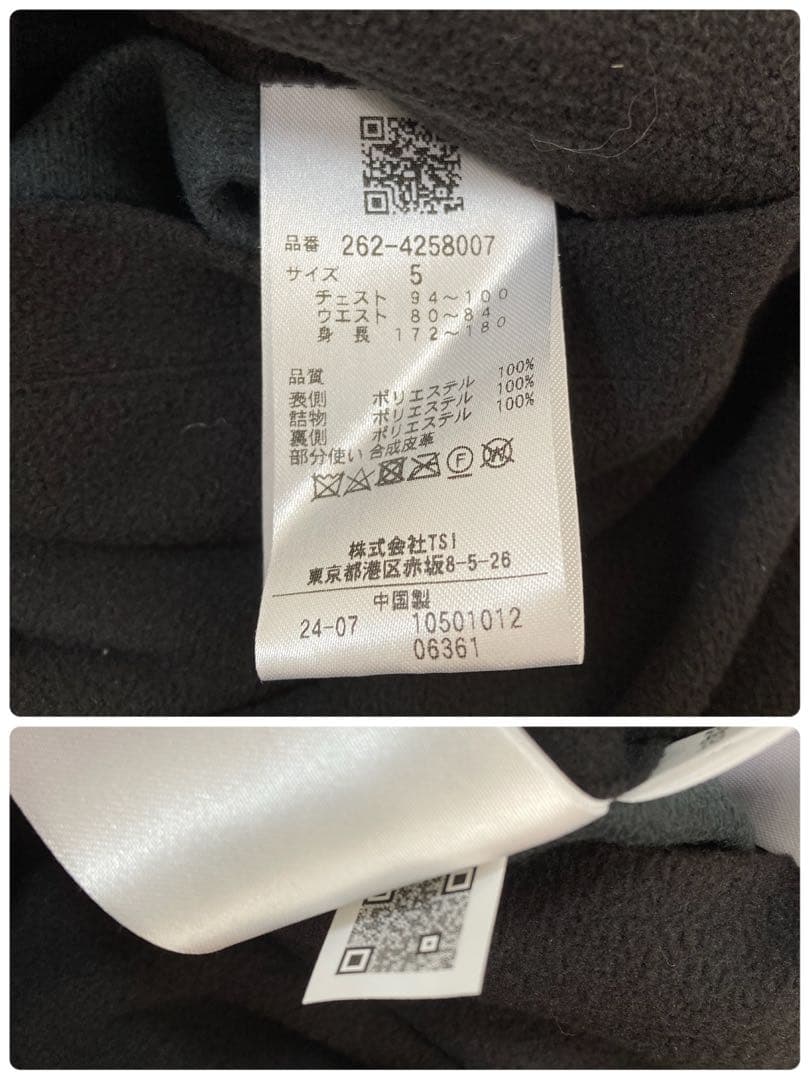 品番 262-4258007
サイズ 5
チェスト 94~100
ウエスト 80~84
身長 172~180
品質
表側 ポリエステル 100%
詰物 ポリエステル 100%
裏側 ポリエステル 100%
部分使い 合成皮革
F W
株式会社TSI
東京都港区赤坂8-5-26
中国製
24-07 10501012
06361